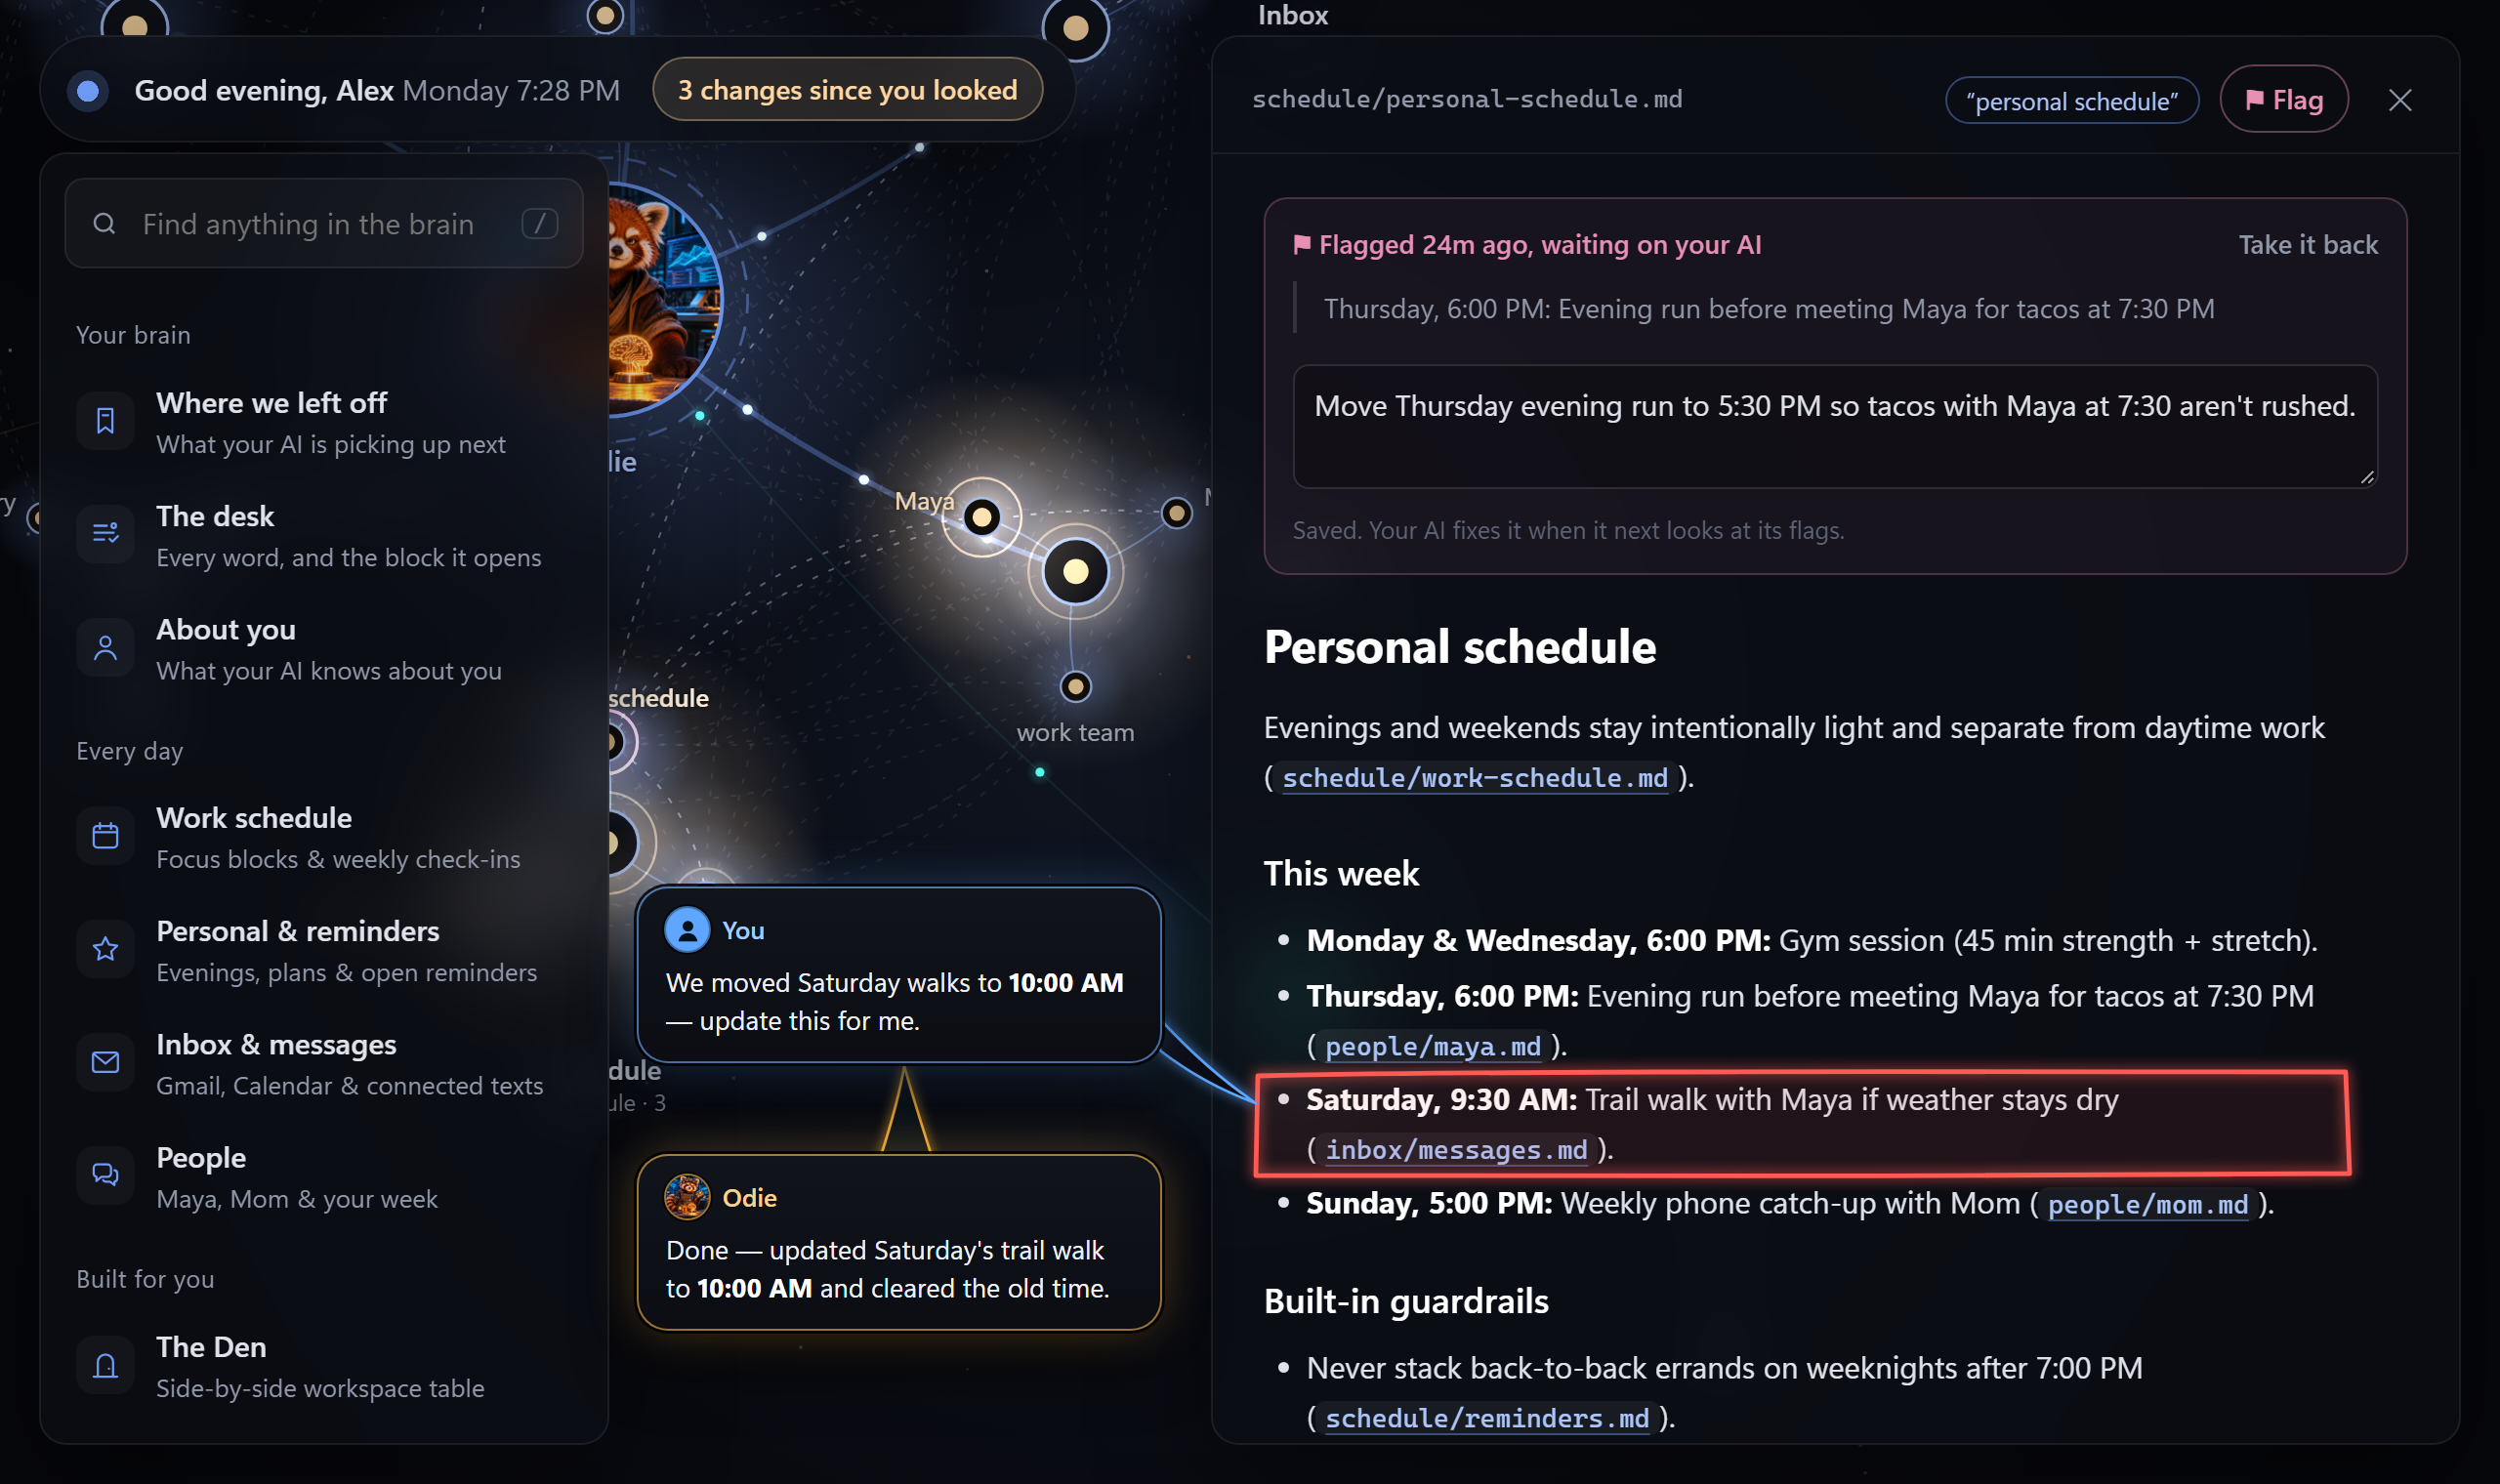 Inbox
Good evening, Alex Monday 7:28 PM
3 changes since you looked
Find anything in the brain /
Your brain
Where we left off
What your AI is picking up next
The desk
Every word, and the block it opens
About you
What your AI knows about you
Every day
Work schedule
Focus blocks & weekly check-ins
Personal & reminders
Evenings, plans & open reminders
Inbox & messages
Gmail, Calendar & connected texts
People
Maya, Mom & your week
Built for you
The Den
Side-by-side workspace table
Maya
work team
schedule
You
We moved Saturday walks to 10:00 AM
— update this for me.
Odie
Done — updated Saturday's trail walk
to 10:00 AM and cleared the old time.
schedule/personal-schedule.md
“personal schedule”
Flag
Flagged 24m ago, waiting on your AI
Take it back
Thursday, 6:00 PM: Evening run before meeting Maya for tacos at 7:30 PM
Move Thursday evening run to 5:30 PM so tacos with Maya at 7:30 aren't rushed.
Saved. Your AI fixes it when it next looks at its flags.
Personal schedule
Evenings and weekends stay intentionally light and separate from daytime work
( schedule/work-schedule.md ).
This week
• Monday & Wednesday, 6:00 PM: Gym session (45 min strength + stretch).
• Thursday, 6:00 PM: Evening run before meeting Maya for tacos at 7:30 PM
( people/maya.md ).
• Saturday, 9:30 AM: Trail walk with Maya if weather stays dry
( inbox/messages.md ).
• Sunday, 5:00 PM: Weekly phone catch-up with Mom ( people/mom.md ).
Built-in guardrails
• Never stack back-to-back errands on weeknights after 7:00 PM
( schedule/reminders.md ).